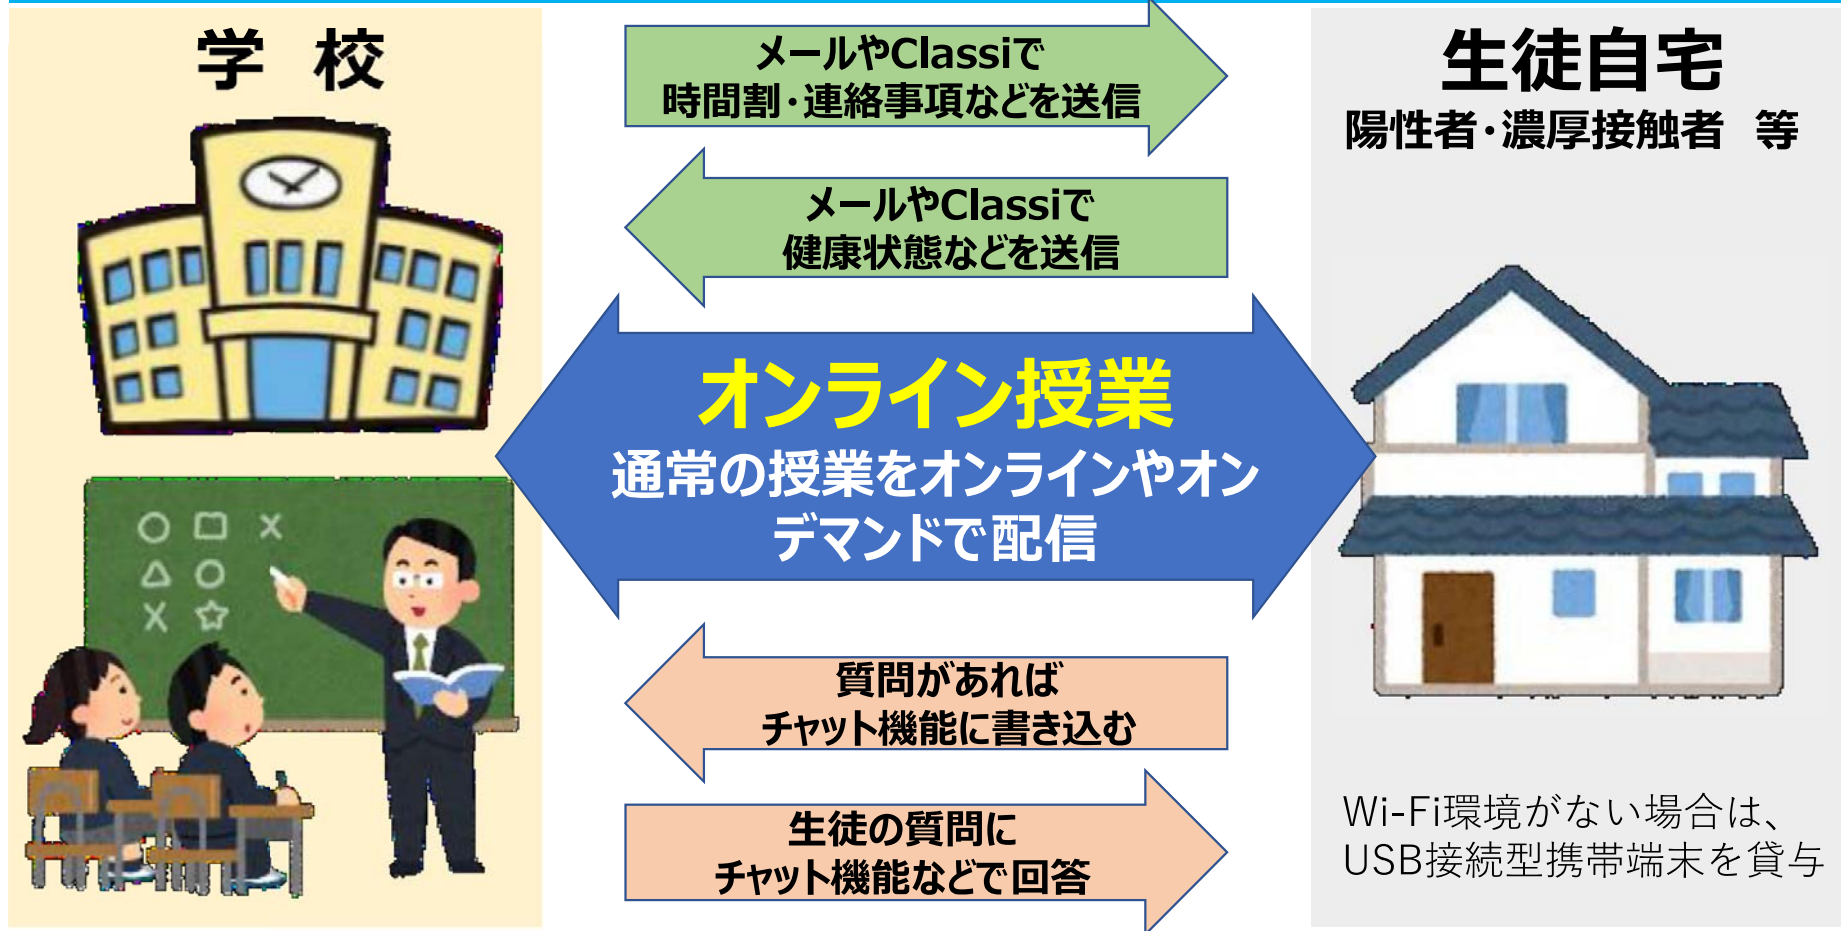 学 校
メールやClassiで
時間割・連絡事項などを送信
メールやClassiで
健康状態などを送信
オンライン授業
通常の授業をオンラインやオン
デマンドで配信
質問があれば
チャット機能に書き込む
生徒の質問に
チャット機能などで回答
生徒自宅
陽性者・濃厚接触者 等
Wi-Fi環境がない場合は、
USB接続型携帯端末を貸与